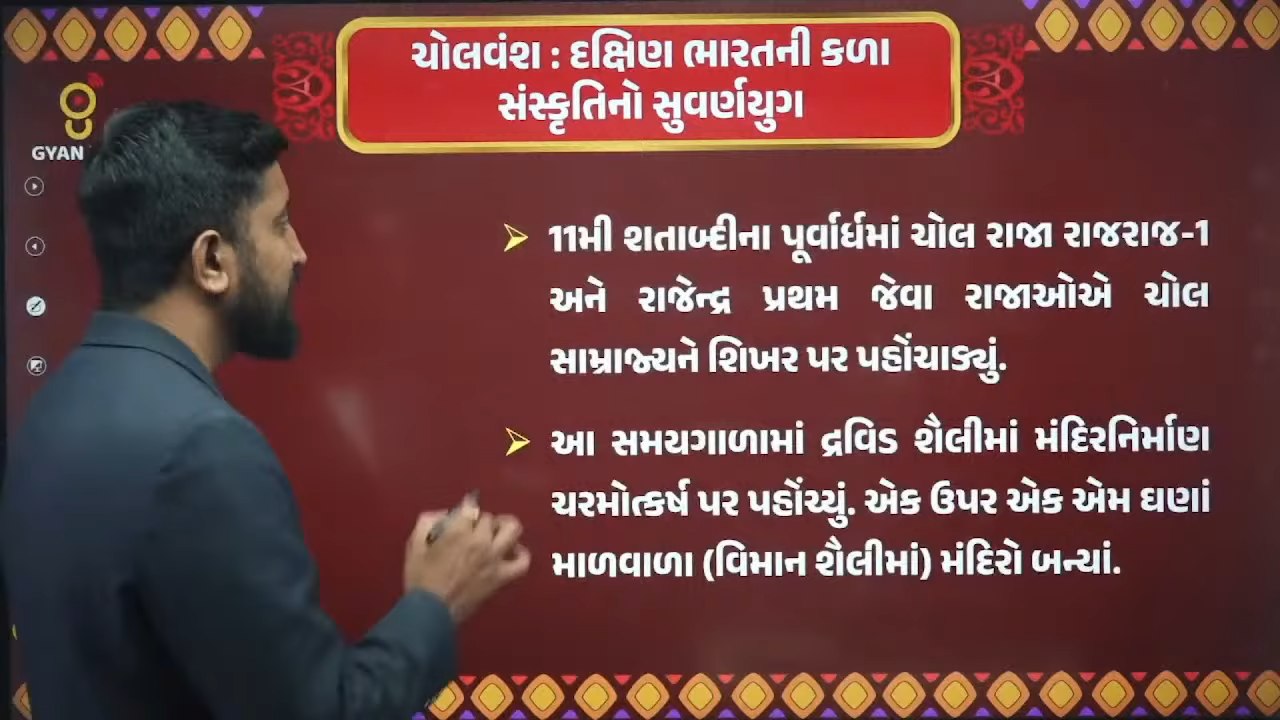 ચોલવંશ : દક્ષિણ ભારતની કળા
સંસ્કૃતિનો સુવર્ણયુગ
GYAN
➢ 11મી શતાબ્દીના પૂર્વાર્ધમાં ચોલ રાજા રાજરાજ-1
અને રાજેન્દ્ર પ્રથમ જેવા રાજાઓએ ચોલ
સામ્રાજ્યને શિખર પર પહોંચાક્યું.
➢ આ સમયગાળામાં દ્રવિડ શૈલીમાં મંદિરનિર્માણ
ચરમોત્કર્ષ પર પહોંચ્યું. એક ઉપર એક એમ ઘણાં
માળવાળા (વિમાન શૈલીમાં) મંદિરો બન્યાં.